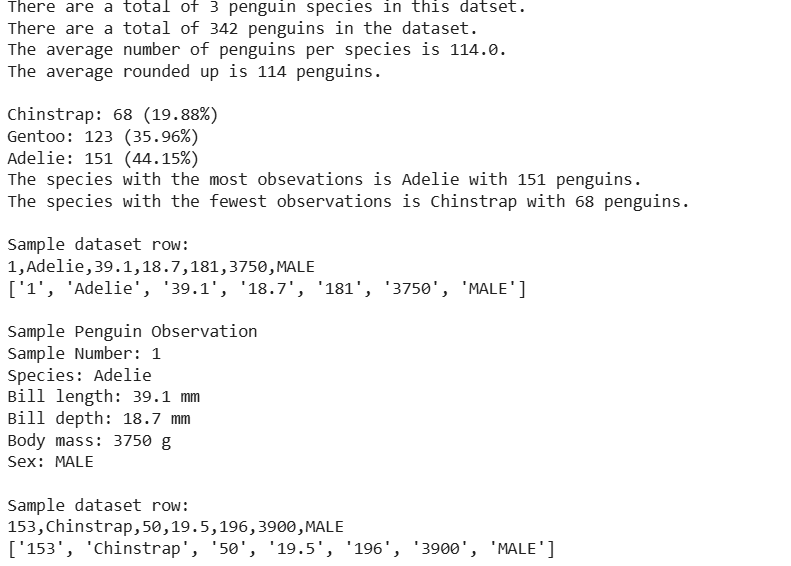 There are a total of 3 penguin species in this datset.
There are a total of 342 penguins in the dataset.
The average number of penguins per species is 114.0.
The average rounded up is 114 penguins.
Chinstrap: 68 (19.88%)
Gentoo: 123 (35.96%)
Adelie: 151 (44.15%)
The species with the most obsevations is Adelie with 151 penguins.
The species with the fewest observations is Chinstrap with 68 penguins.
Sample dataset row:
1,Adelie,39.1,18.7,181,3750,MALE
['1', 'Adelie', '39.1', '18.7', '181', '3750', 'MALE']
Sample Penguin Observation
Sample Number: 1
Species: Adelie
Bill length: 39.1 mm
Bill depth: 18.7 mm
Body mass: 3750 g
Sex: MALE
Sample dataset row:
153,Chinstrap,50,19.5,196,3900,MALE
['153', 'Chinstrap', '50', '19.5', '196', '3900', 'MALE']